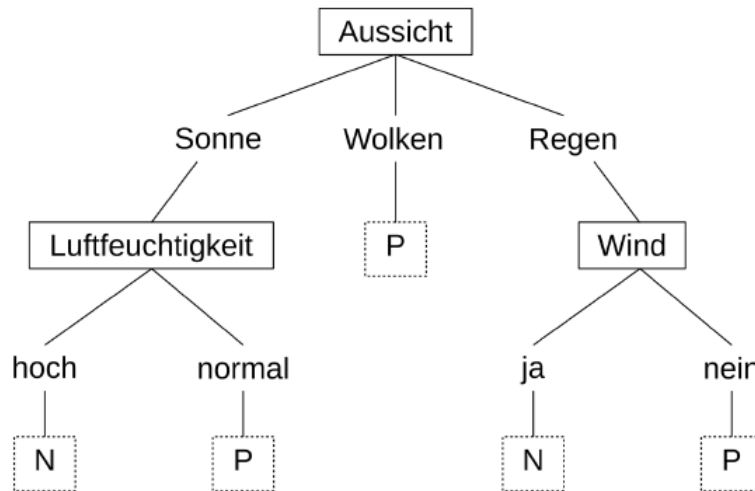 Aussicht
Sonne Wolken Regen
Luftfeuchtigkeit P Wind
hoch normal ja nein
N P N P